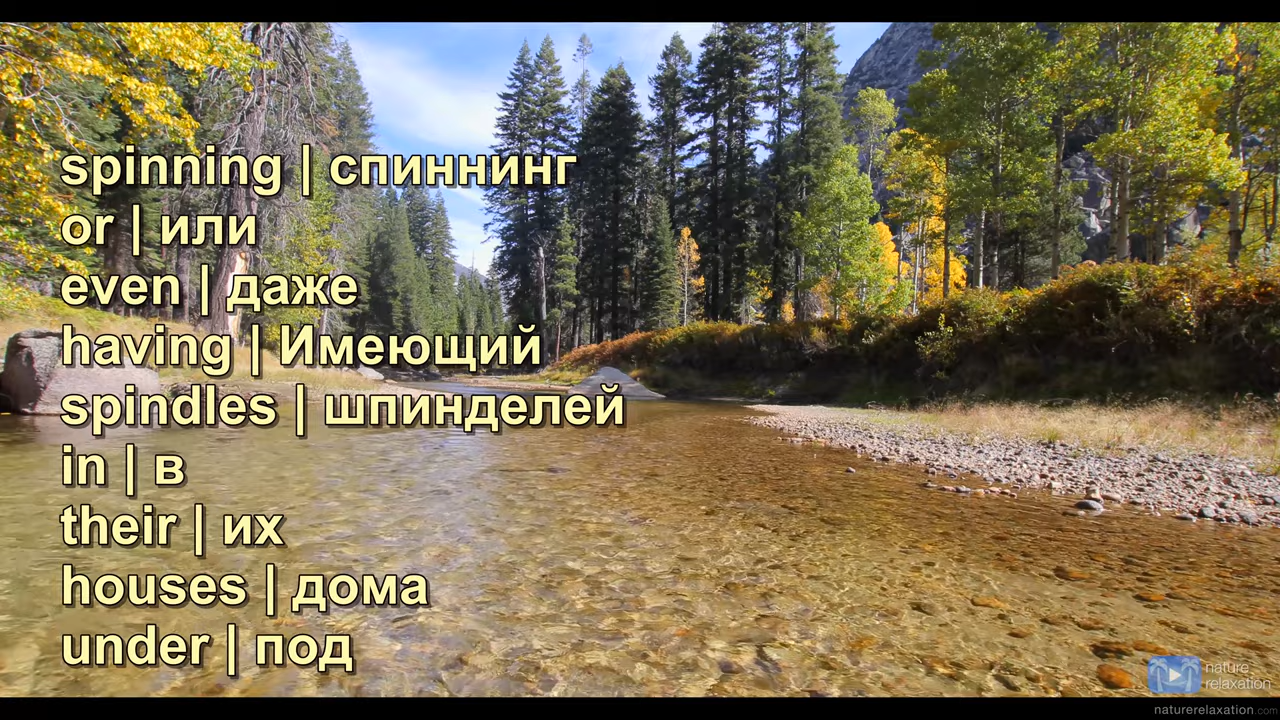 spinning | спиннинг
or | или
even | даже
having | Имеющий
spindles | шпинделей
in | в
their | их
houses | дома
under | под
nature
relaxation
naturerelaxation.com